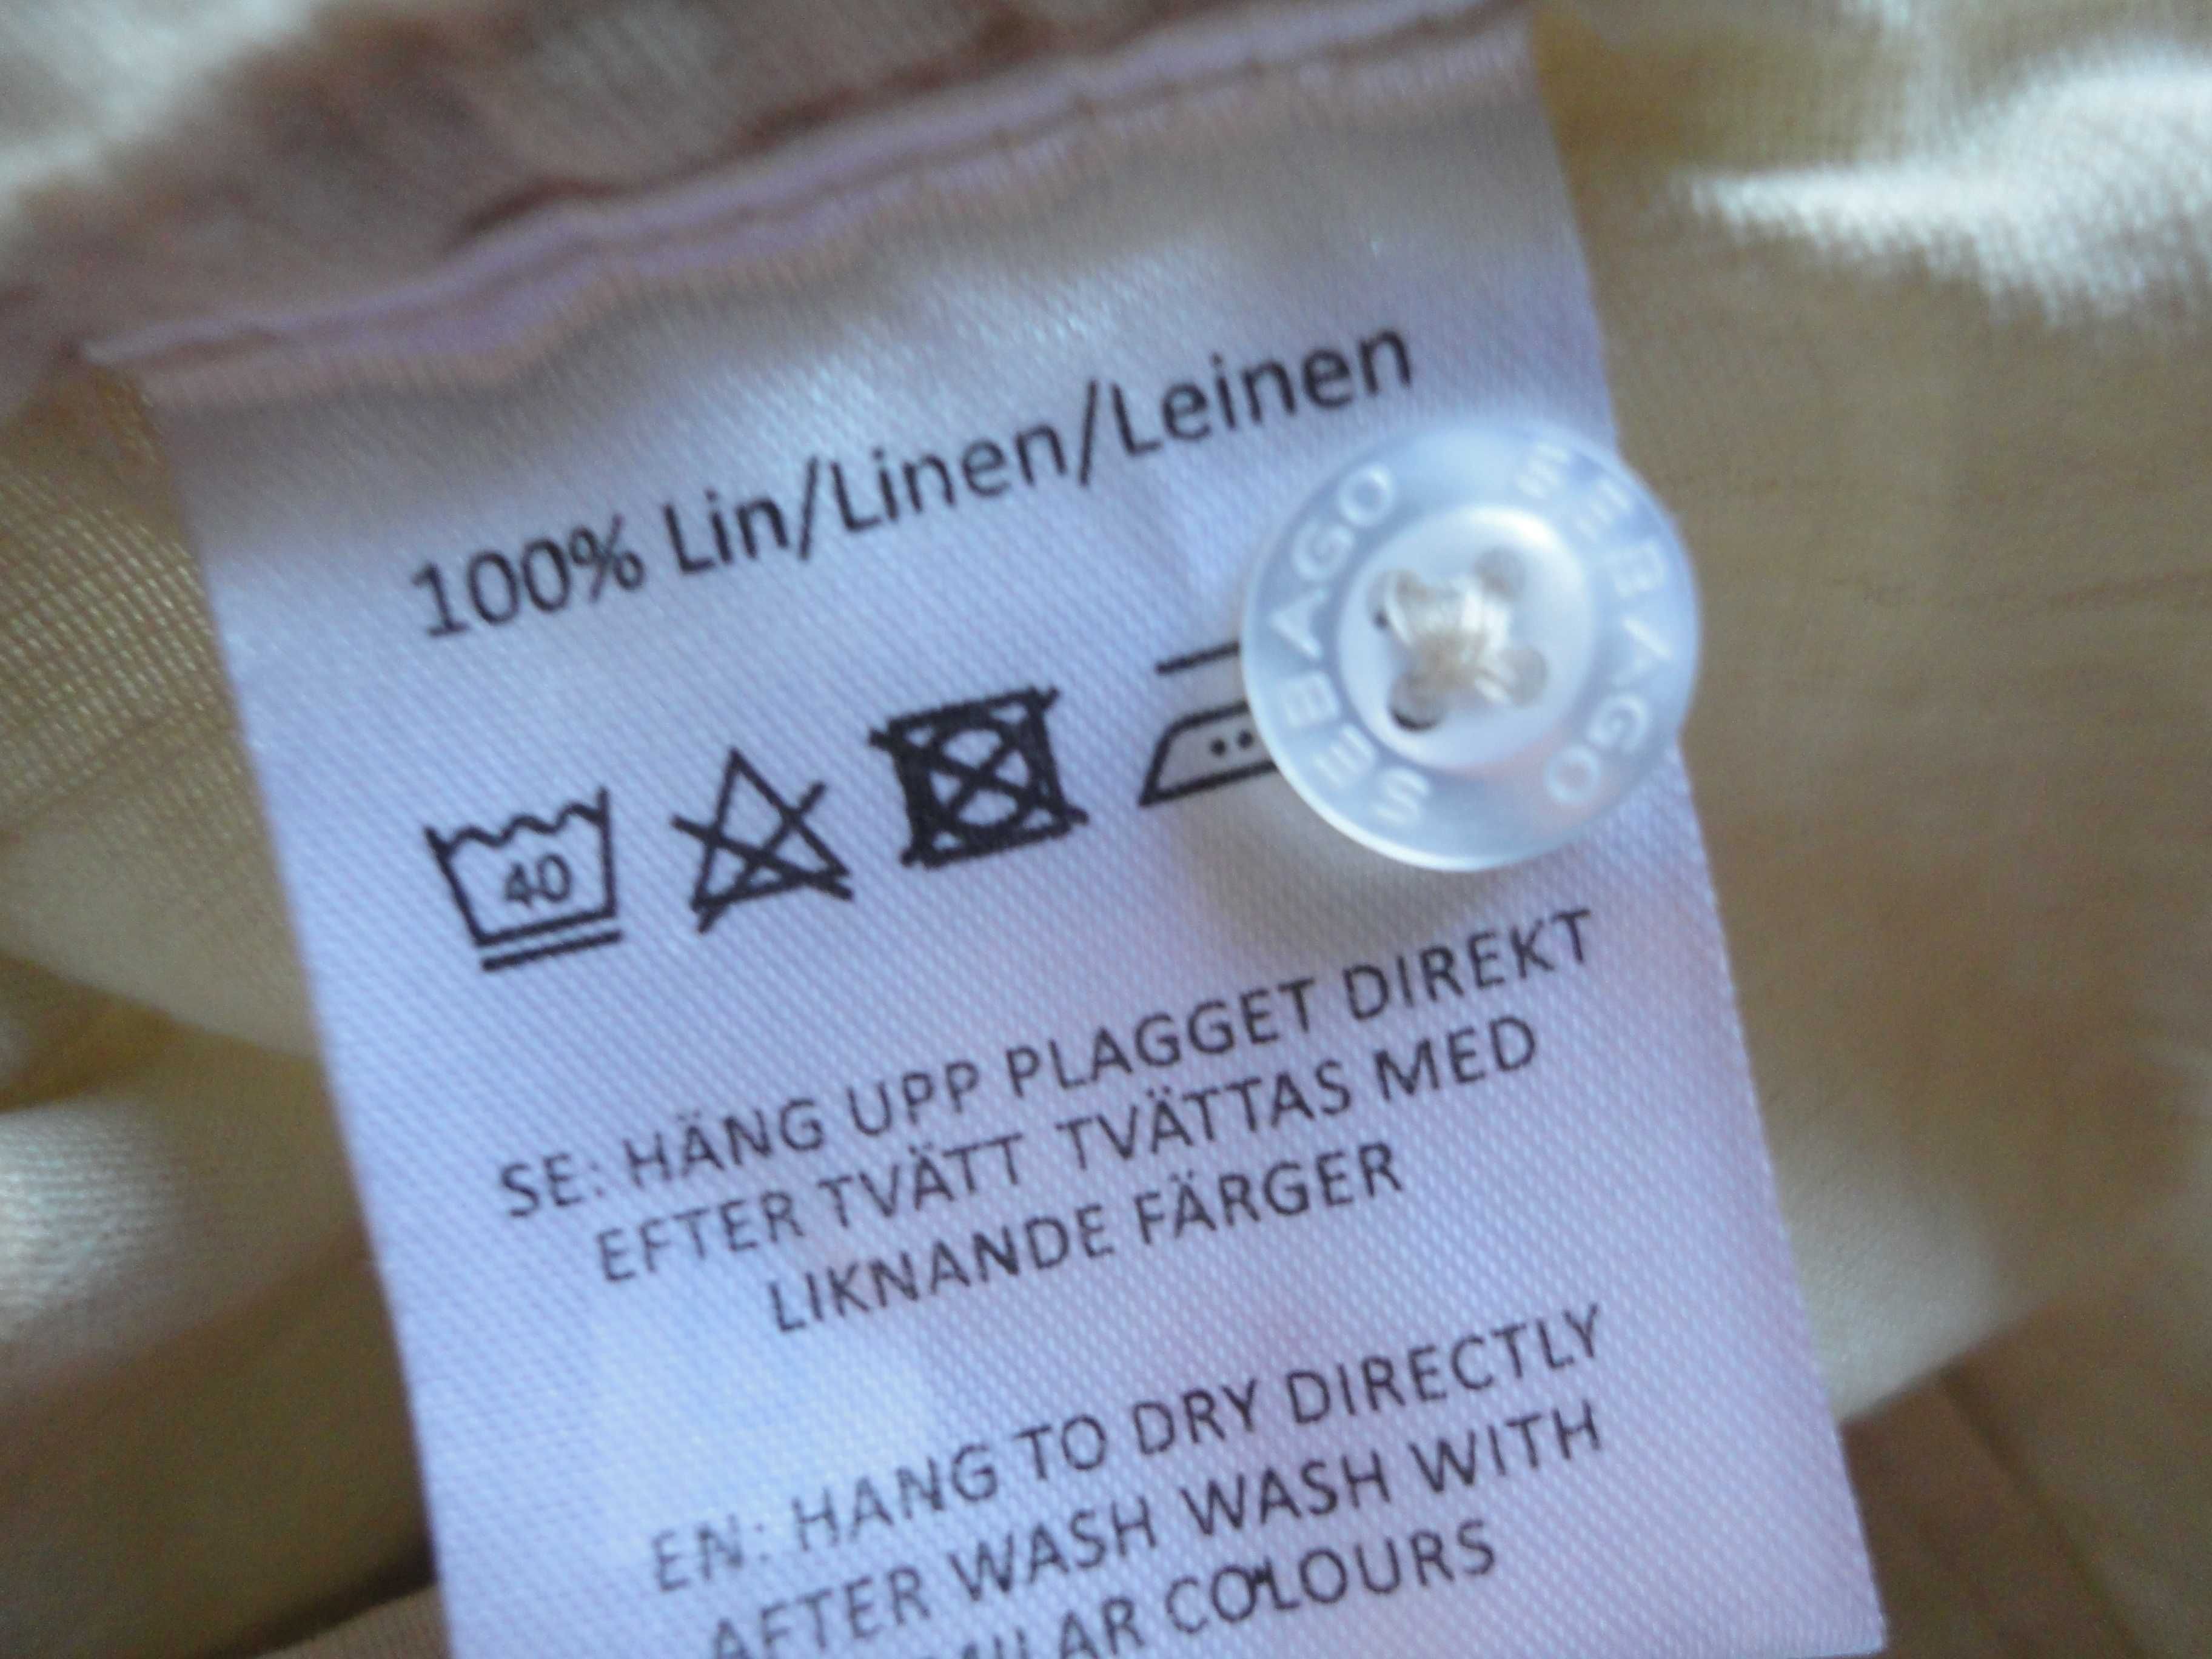 100% Lin/Linen/Leinen
SEBAGO SEBAGO
40
SE: HÄNG UPP PLAGGET DIREKT
EFTER TVÄTT TVÄTTAS MED
LIKNANDE FÄRGER
EN: HANG TO DRY DIRECTLY
AFTER WASH WASH WITH
COLOURS